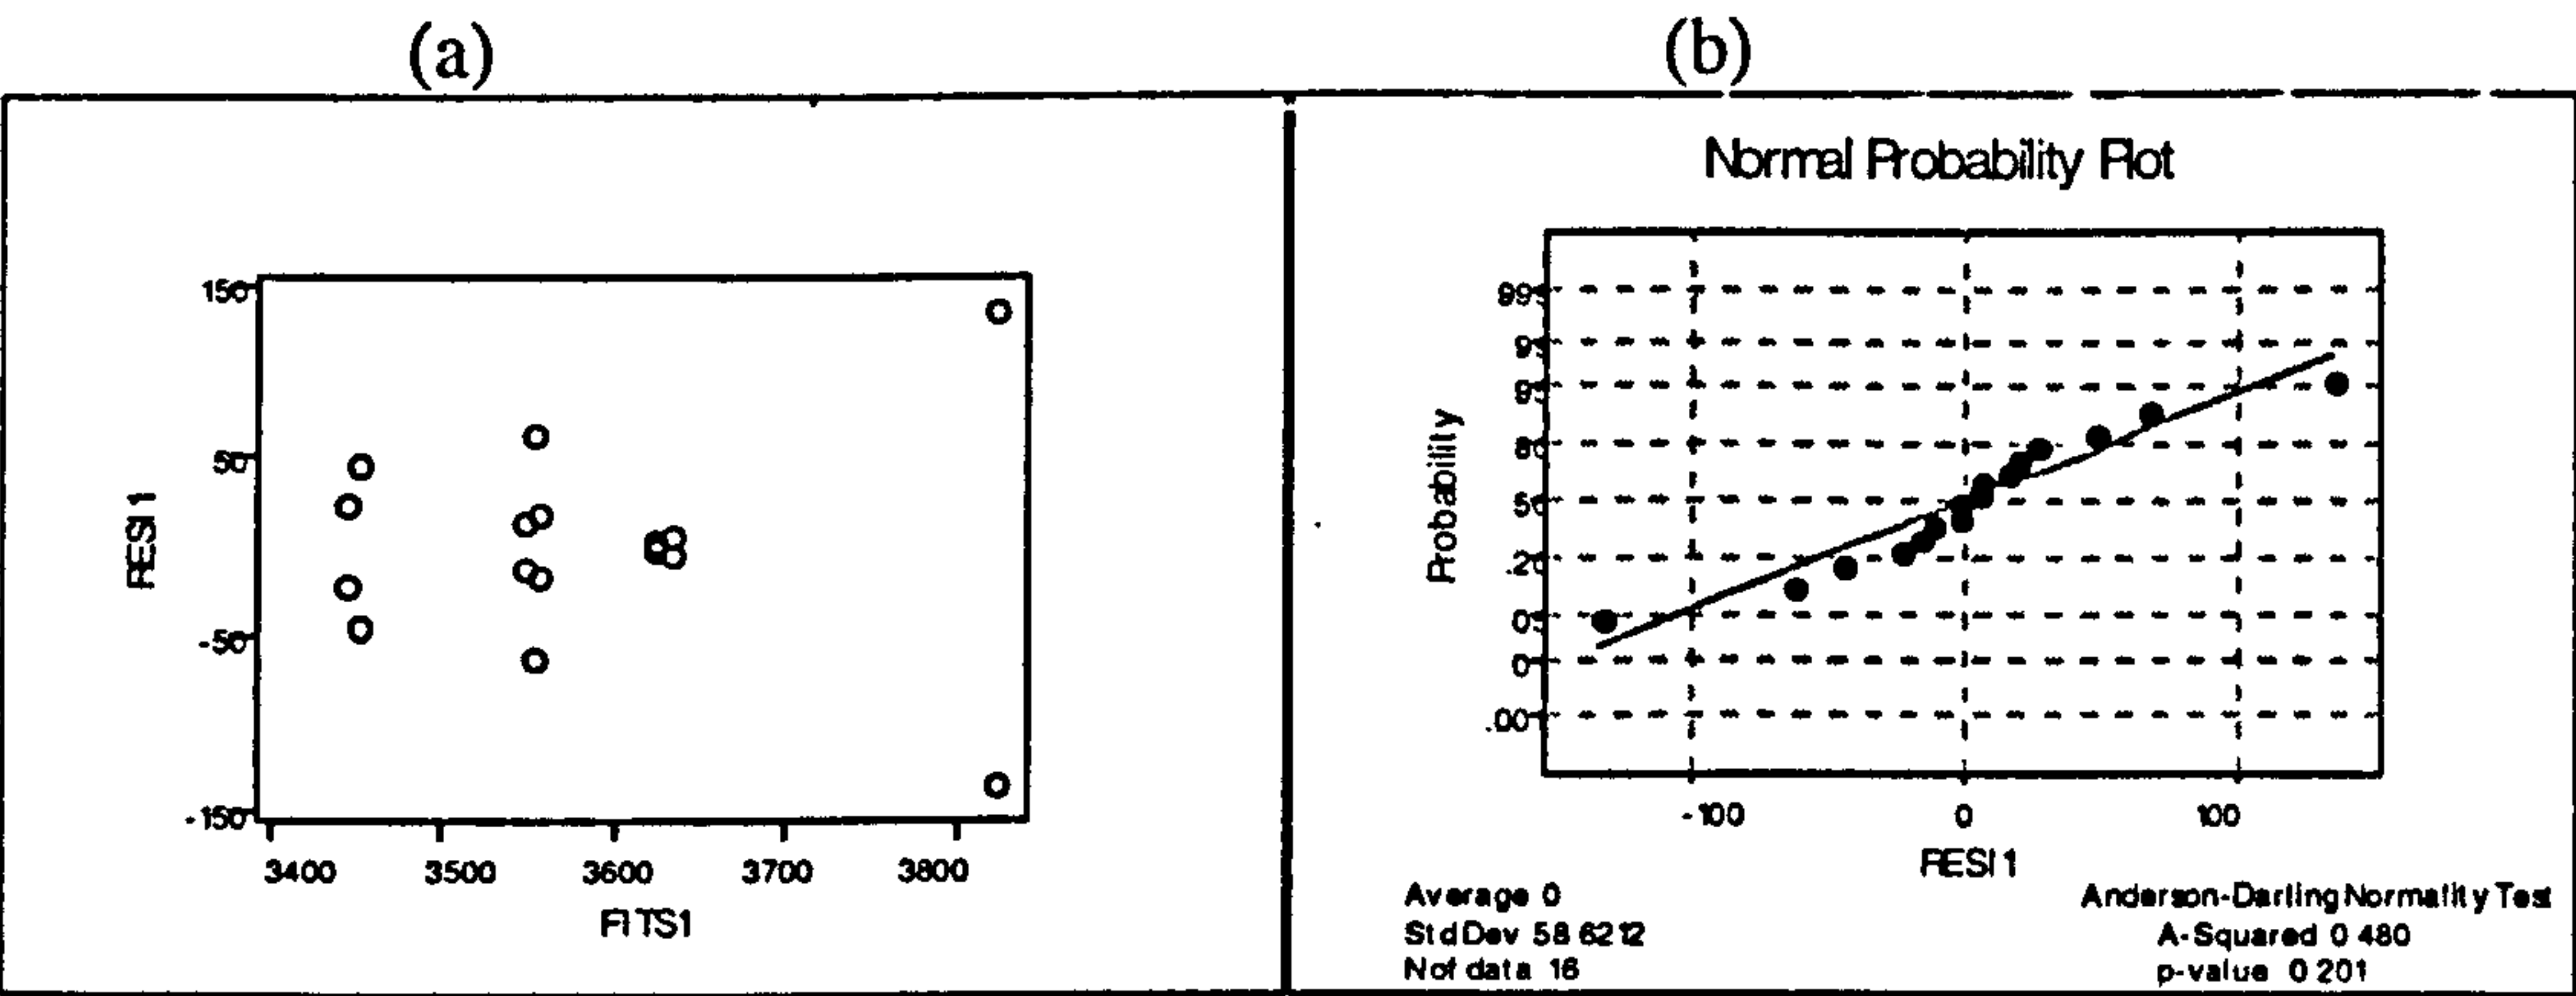 (a)
(b)
150
50
-50
-150
RESI1
3400 3500 3600 3700 3800
FITS1
Normal Probability Plot
Probability
-100 0 100
RESI1
Average 0
StdDev 58 6212
N of data 16
Anderson-Darling Normality Test
A-Squared 0 480
p-value 0 201